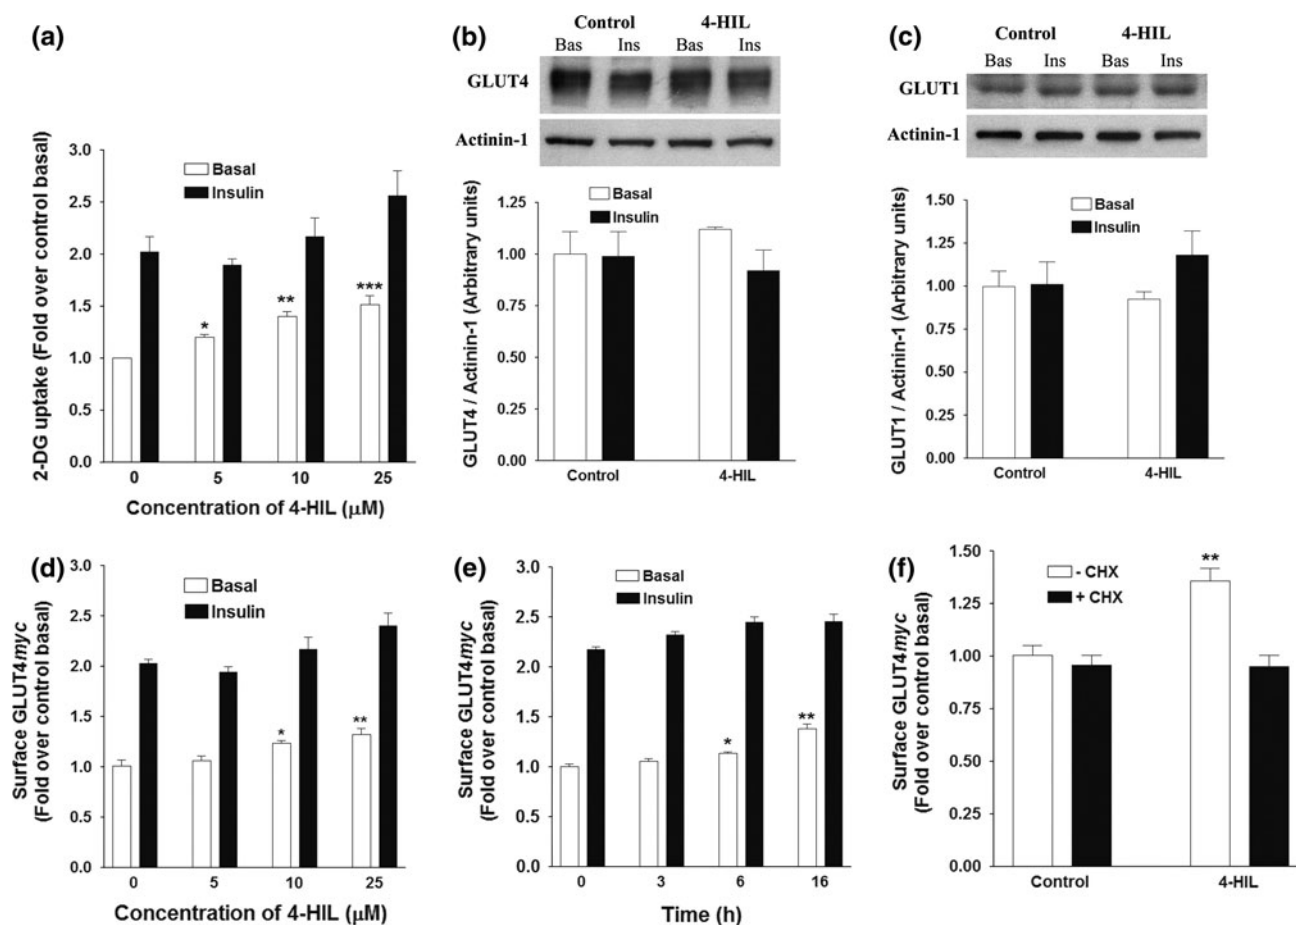 (a)
2-DG uptake (Fold over control basal)
3.0
2.5
2.0
1.5
1.0
0.5
0.0
Basal
Insulin
*
**
***
0 5 10 25
Concentration of 4-HIL (μM)
(b)
Control 4-HIL
Bas Ins Bas Ins
GLUT4
Actinin-1
GLUT4 / Actinin-1 (Arbitrary units)
1.25
1.00
0.75
0.50
0.25
0.00
Basal
Insulin
Control 4-HIL
(c)
Control 4-HIL
Bas Ins Bas Ins
GLUT1
Actinin-1
GLUT1 / Actinin-1 (Arbitrary units)
1.50
1.25
1.00
0.75
0.50
0.25
0.00
Basal
Insulin
Control 4-HIL
(d)
Surface GLUT4myc
(Fold over control basal)
3.0
2.5
2.0
1.5
1.0
0.5
0.0
Basal
Insulin
*
**
0 5 10 25
Concentration of 4-HIL (μM)
(e)
Surface GLUT4myc
(Fold over control basal)
3.0
2.5
2.0
1.5
1.0
0.5
0.0
Basal
Insulin
*
**
0 3 6 16
Time (h)
(f)
Surface GLUT4myc
(Fold over control basal)
1.50
1.25
1.00
0.75
0.50
0.25
0.00
- CHX
+ CHX
**
Control 4-HIL